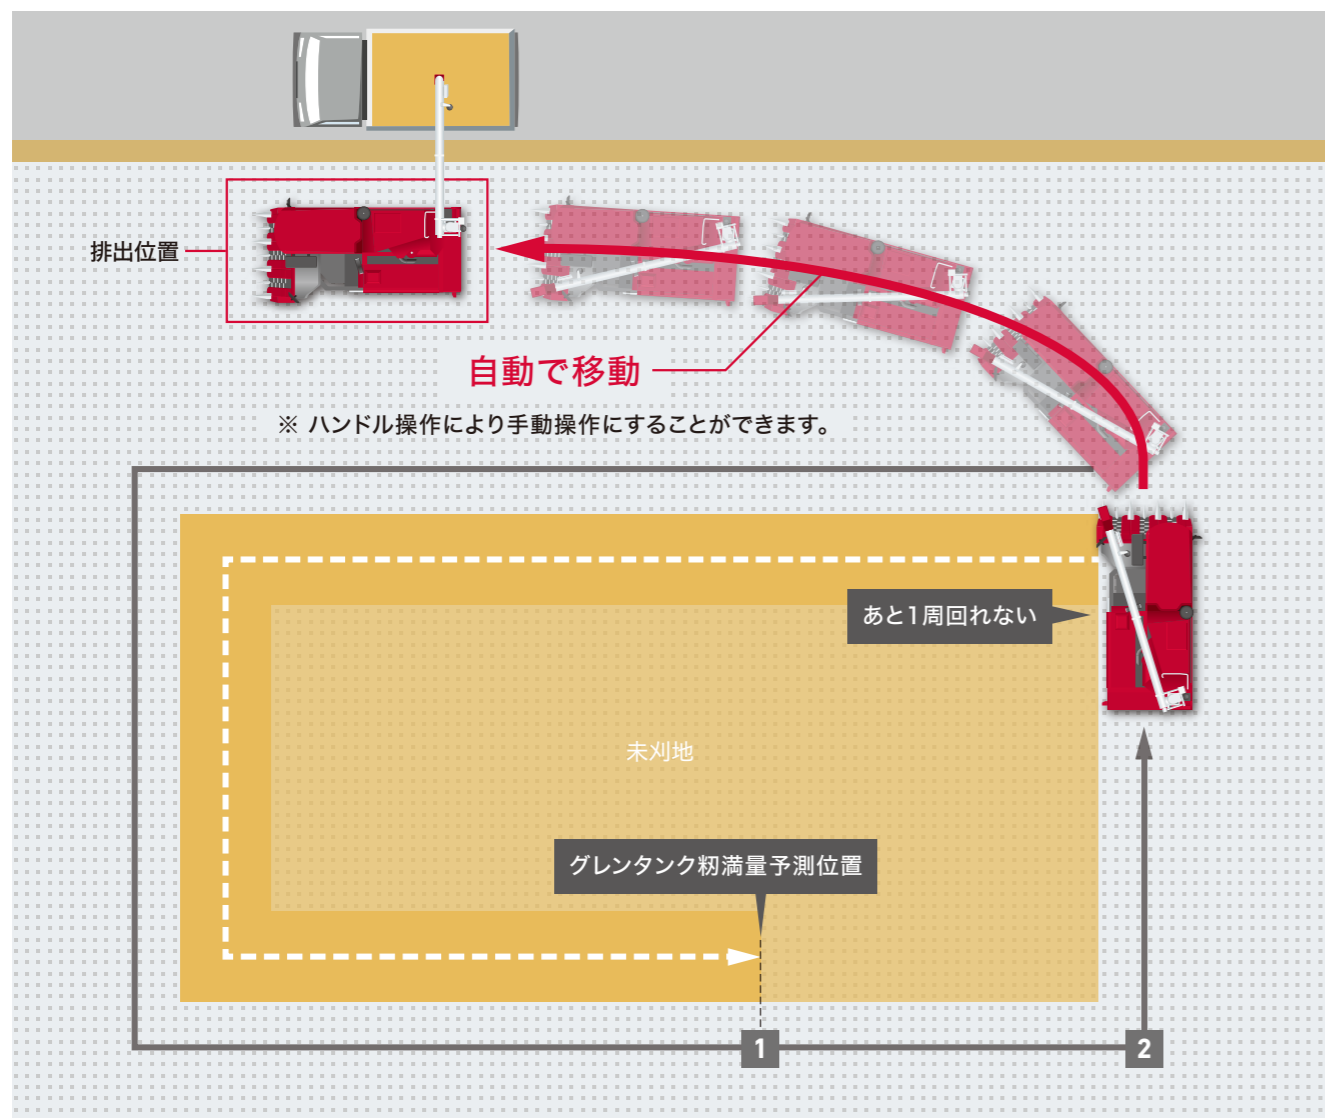 排出位置
自動で移動
※ ハンドル操作により手動操作にすることができます。
あと1周回れない
未刈地
グレンタンク籾満量予測位置
1
2